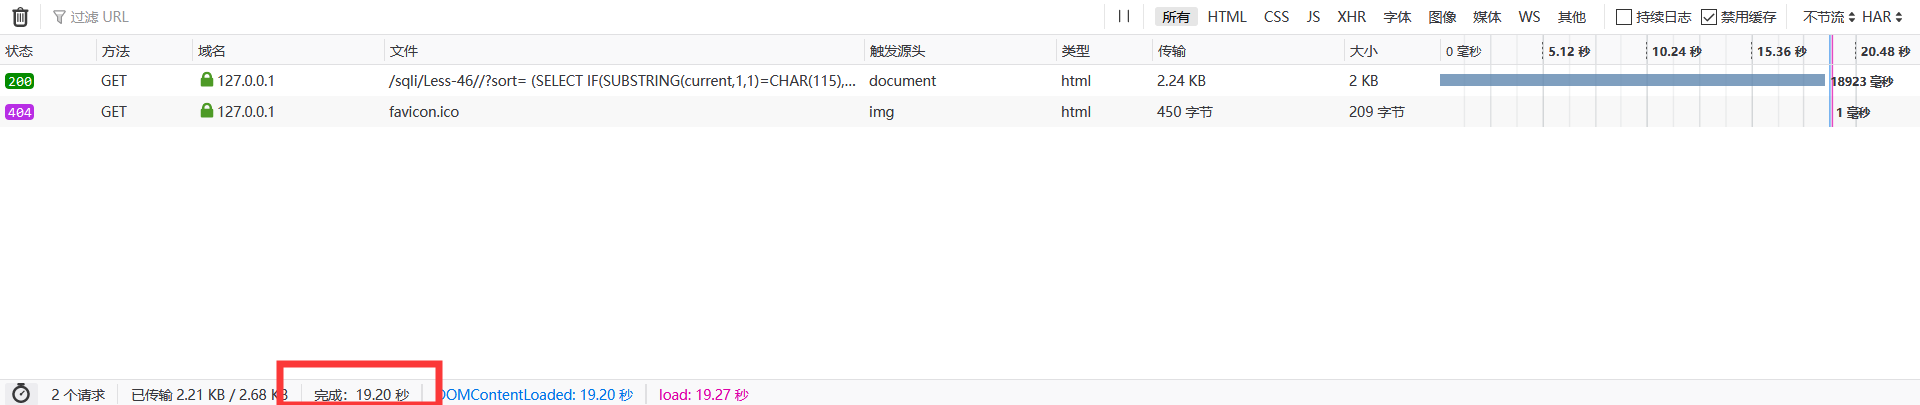 过滤 URL 所有 HTML CSS JS XHR 字体 图像 媒体 WS 其他 持续日志 禁用缓存 不节流 HAR
状态 方法 域名 文件 触发源头 类型 传输 大小 0 毫秒 5.12 秒 10.24 秒 15.36 秒 20.48 秒
200 GET 127.0.0.1 /sqli/Less-46//?sort= (SELECT IF(SUBSTRING(current,1,1)=CHAR(115),... document html 2.24 KB 2 KB 18923 毫秒
404 GET 127.0.0.1 favicon.ico img html 450 字节 209 字节 1 毫秒
2 个请求 已传输 2.21 KB / 2.68 KB 完成: 19.20 秒 DOMContentLoaded: 19.20 秒 load: 19.27 秒